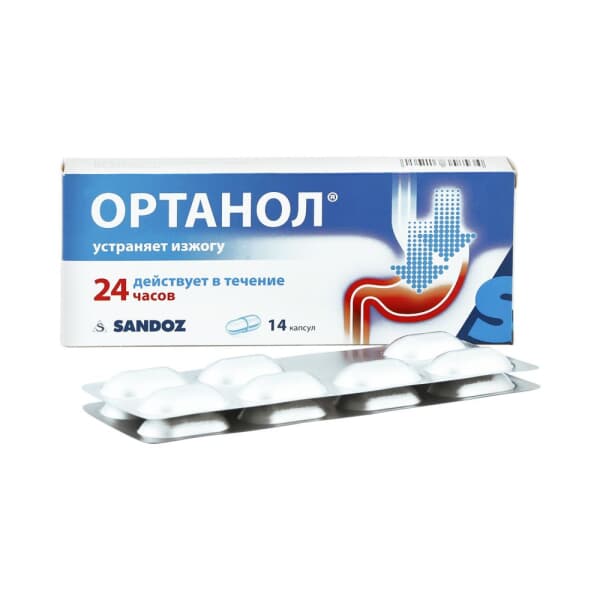 ОРТАНОЛ®
устраняет изжогу
24 действует в течение
часов
SANDOZ
14 капсул